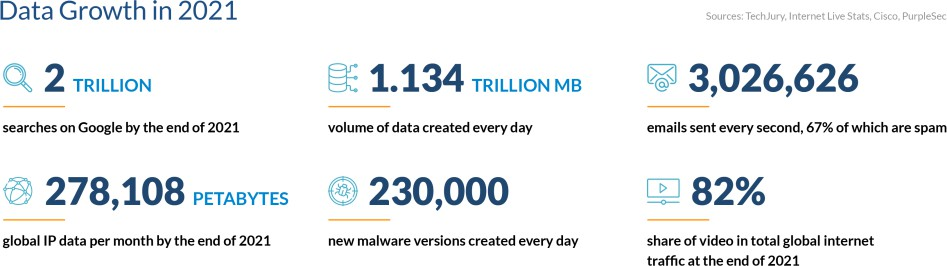 Data Growth in 2021
Sources: TechJury, Internet Live Stats, Cisco, PurpleSec
2 TRILLION
searches on Google by the end of 2021
1.134 TRILLION MB
volume of data created every day
3,026,626
emails sent every second, 67% of which are spam
278,108 PETABYTES
global IP data per month by the end of 2021
230,000
new malware versions created every day
82%
share of video in total global internet
traffic at the end of 2021